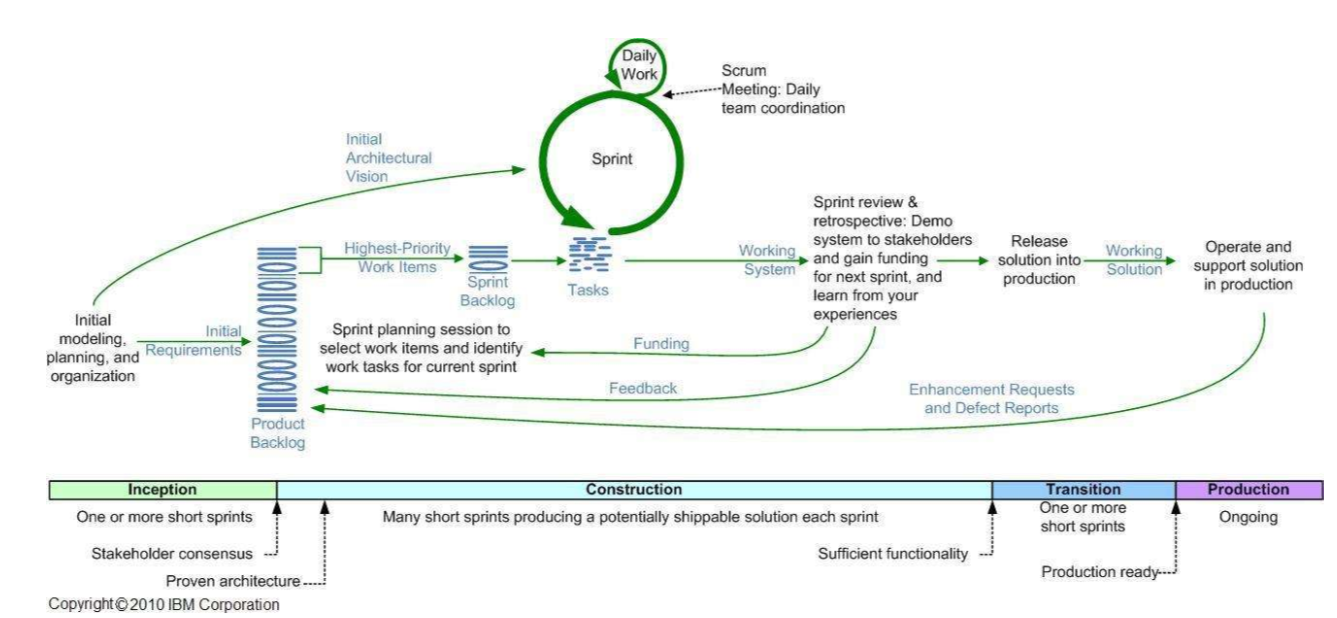 Daily
Work
Scrum
Meeting: Daily
team coordination
Initial
Architectural
Vision
Sprint
Sprint review &
retrospective: Demo
system to stakeholders
and gain funding
for next sprint, and
learn from your
experiences
Highest-Priority
Work Items
Sprint
Backlog
Tasks
Working
System
Release
solution into
production
Working
Solution
Operate and
support solution
in production
Initial
modeling,
planning, and
organization
Initial
Requirements
Sprint planning session to
select work items and identify
work tasks for current sprint
Funding
Feedback
Enhancement Requests
and Defect Reports
Product
Backlog
Inception
Construction
Transition
Production
One or more short sprints
Many short sprints producing a potentially shippable solution each sprint
One or more
short sprints
Ongoing
Stakeholder consensus
Sufficient functionality
Proven architecture
Production ready
Copyright © 2010 IBM Corporation